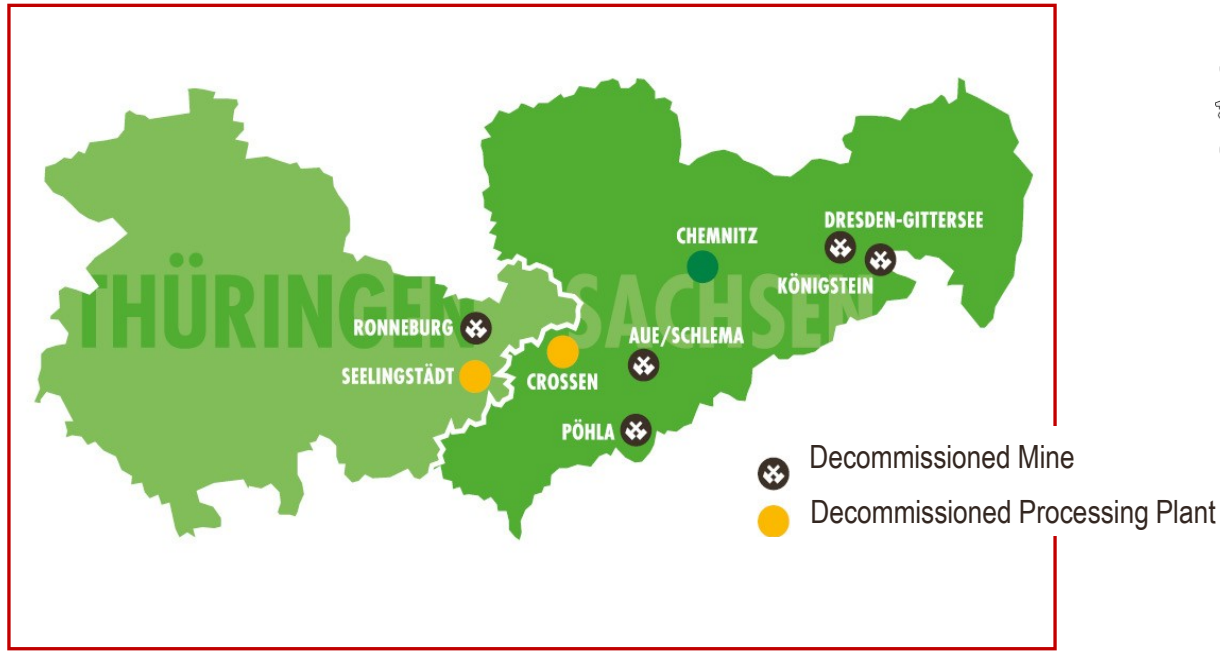 THÜRINGEN
SACHSEN
DRESDEN-GITTERSEE
CHEMNITZ
KÖNIGSTEIN
RONNEBURG
AUE/SCHLEMA
SEELINGSTÄDT
CROSSEN
PÖHLA
Decommissioned Mine
Decommissioned Processing Plant